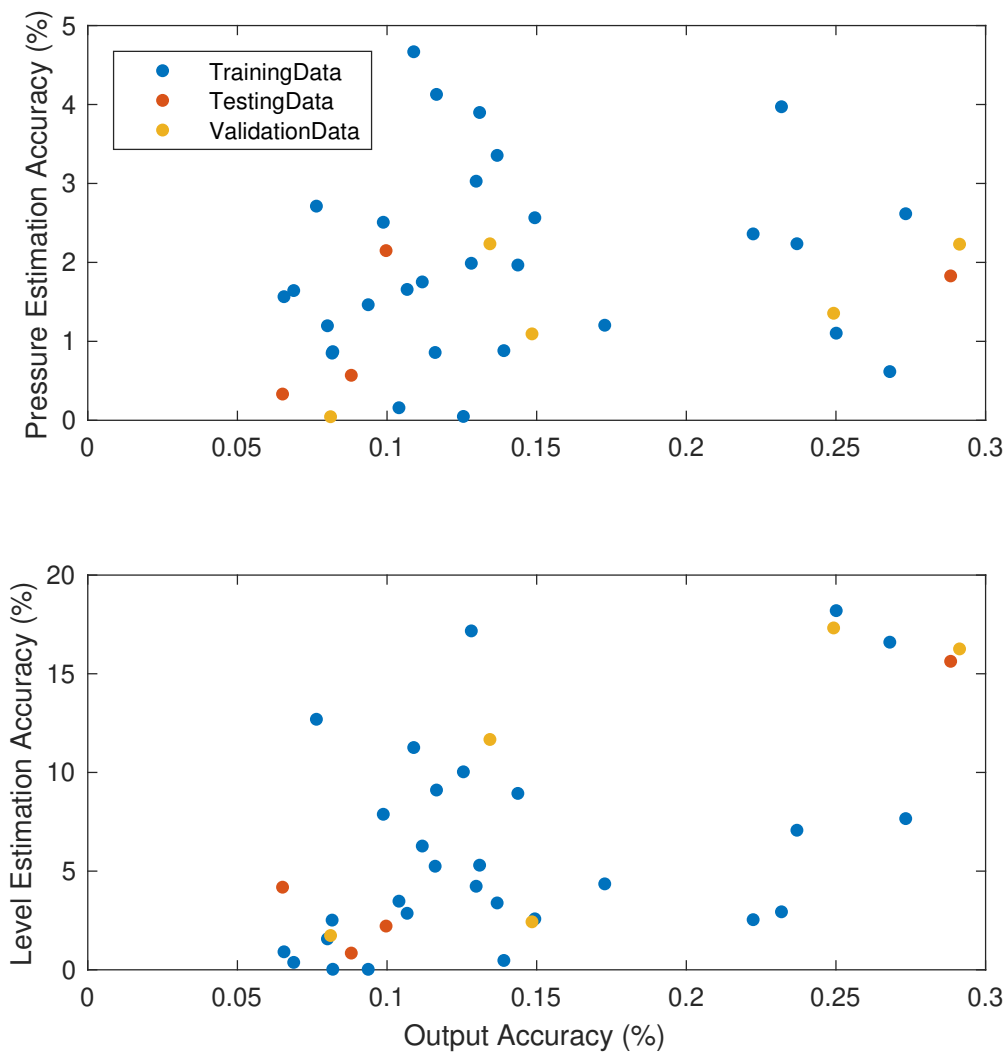 Pressure Estimation Accuracy (%)
5
4
3
2
1
0
TrainingData
TestingData
ValidationData
0 0.05 0.1 0.15 0.2 0.25 0.3
Level Estimation Accuracy (%)
20
15
10
5
0
0 0.05 0.1 0.15 0.2 0.25 0.3
Output Accuracy (%)